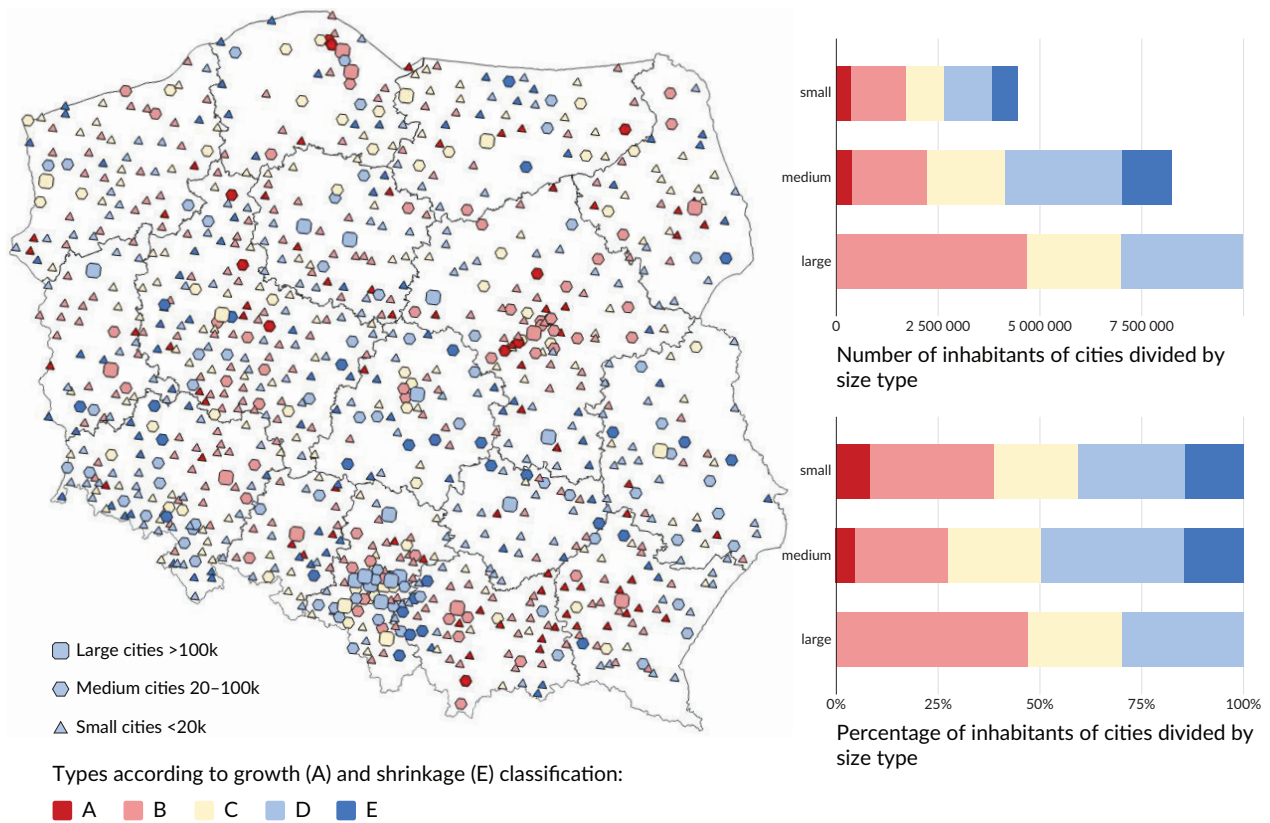 small
medium
large
0
2 500 000
5 000 000
7 500 000
Number of inhabitants of cities divided by
size type
small
medium
large
0%
25%
50%
75%
100%
Percentage of inhabitants of cities divided by
size type
Large cities >100k
Medium cities 20–100k
Small cities <20k
Types according to growth (A) and shrinkage (E) classification:
A B C D E